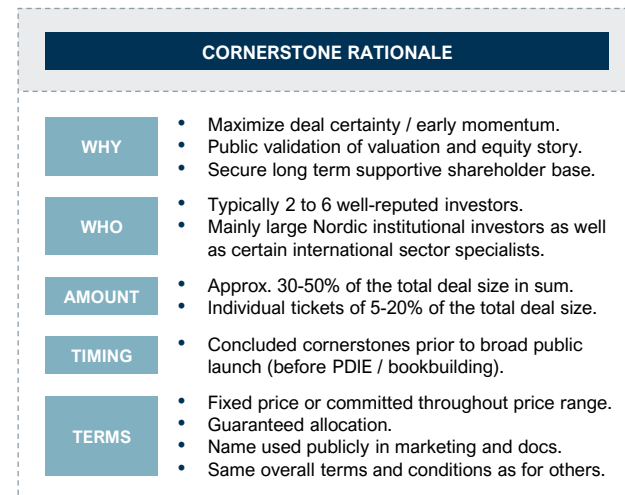 CORNERSTONE RATIONALE
WHY
• Maximize deal certainty / early momentum.
• Public validation of valuation and equity story.
• Secure long term supportive shareholder base.
WHO
• Typically 2 to 6 well-reputed investors.
• Mainly large Nordic institutional investors as well
as certain international sector specialists.
AMOUNT
• Approx. 30-50% of the total deal size in sum.
• Individual tickets of 5-20% of the total deal size.
TIMING
• Concluded cornerstones prior to broad public
launch (before PDIE / bookbuilding).
TERMS
• Fixed price or committed throughout price range.
• Guaranteed allocation.
• Name used publicly in marketing and docs.
• Same overall terms and conditions as for others.